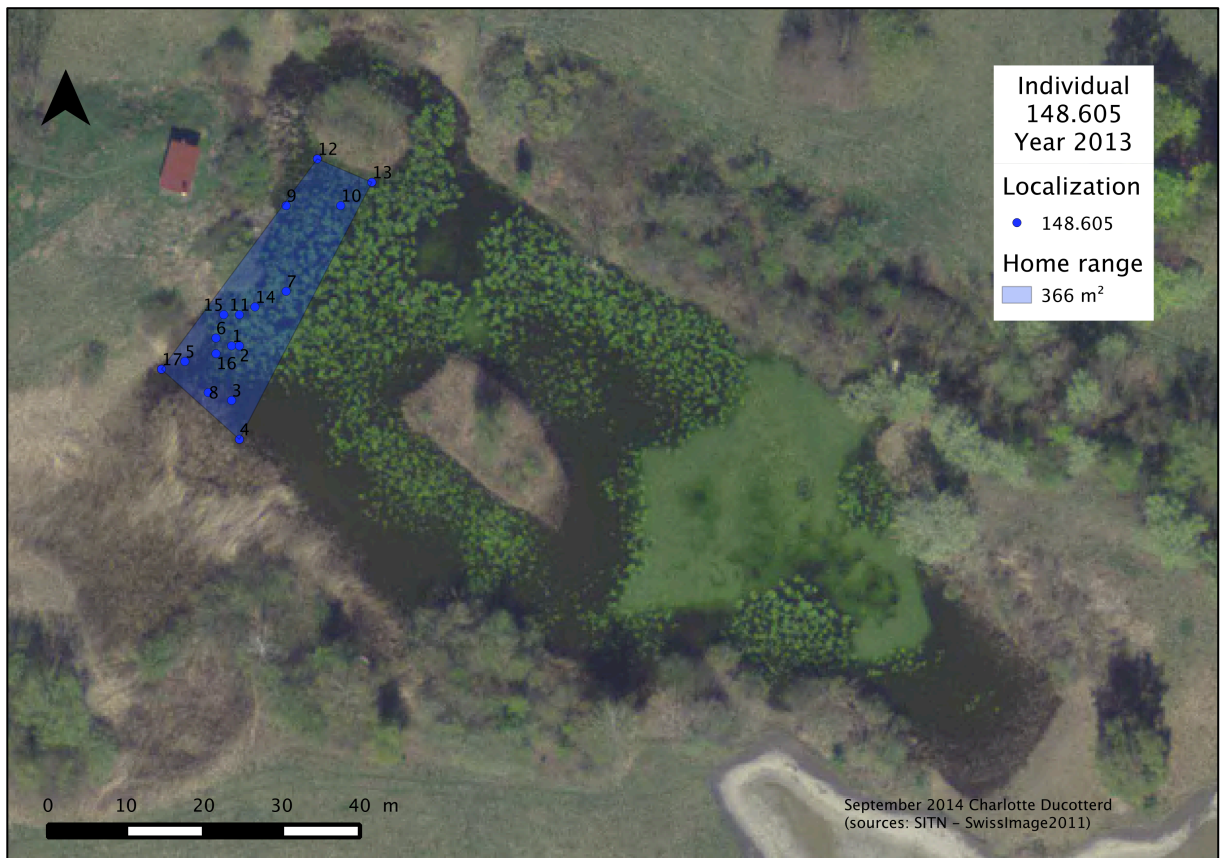 Individual
148.605
Year 2013
Localization
148.605
Home range
366 m²
12
13
9
10
7
14
15 11
6
1
2
5
17
16
8
3
4
0 10 20 30 40 m
September 2014 Charlotte Ducotterd
(sources: SITN - SwissImage2011)